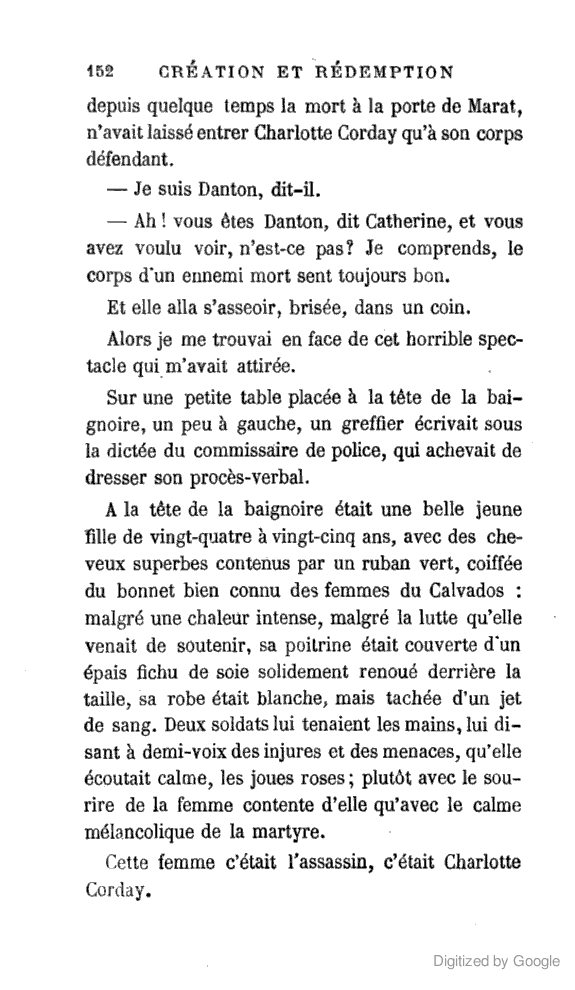 152 CRÉATION ET RÉDEMPTION
depuis quelque temps la mort à la porte de Marat,
n'avait laissé entrer Charlotte Corday qu'à son corps
défendant.
— Je suis Danton, dit-il.
— Ah ! vous êtes Danton, dit Catherine, et vous
avez voulu voir, n'est-ce pas? Je comprends, le
corps d'un ennemi mort sent toujours bon.
Et elle alla s'asseoir, brisée, dans un coin.
Alors je me trouvai en face de cet horrible spec-
tacle qui m'avait attirée.
Sur une petite table placée à la tête de la bai-
gnoire, un peu à gauche, un greffier écrivait sous
la dictée du commissaire de police, qui achevait de
dresser son procès-verbal.
A la tête de la baignoire était une belle jeune
fille de vingt-quatre à vingt-cinq ans, avec des che-
veux superbes contenus par un ruban vert, coiffée
du bonnet bien connu des femmes du Calvados :
malgré une chaleur intense, malgré la lutte qu'elle
venait de soutenir, sa poitrine était couverte d'un
épais fichu de soie solidement renoué derrière la
taille, sa robe était blanche, mais tachée d'un jet
de sang. Deux soldats lui tenaient les mains, lui di-
sant à demi-voix des injures et des menaces, qu'elle
écoutait calme, les joues roses ; plutôt avec le sou-
rire de la femme contente d'elle qu'avec le calme
mélancolique de la martyre.
Cette femme c'était l'assassin, c'était Charlotte
Corday.
Digitized by Google